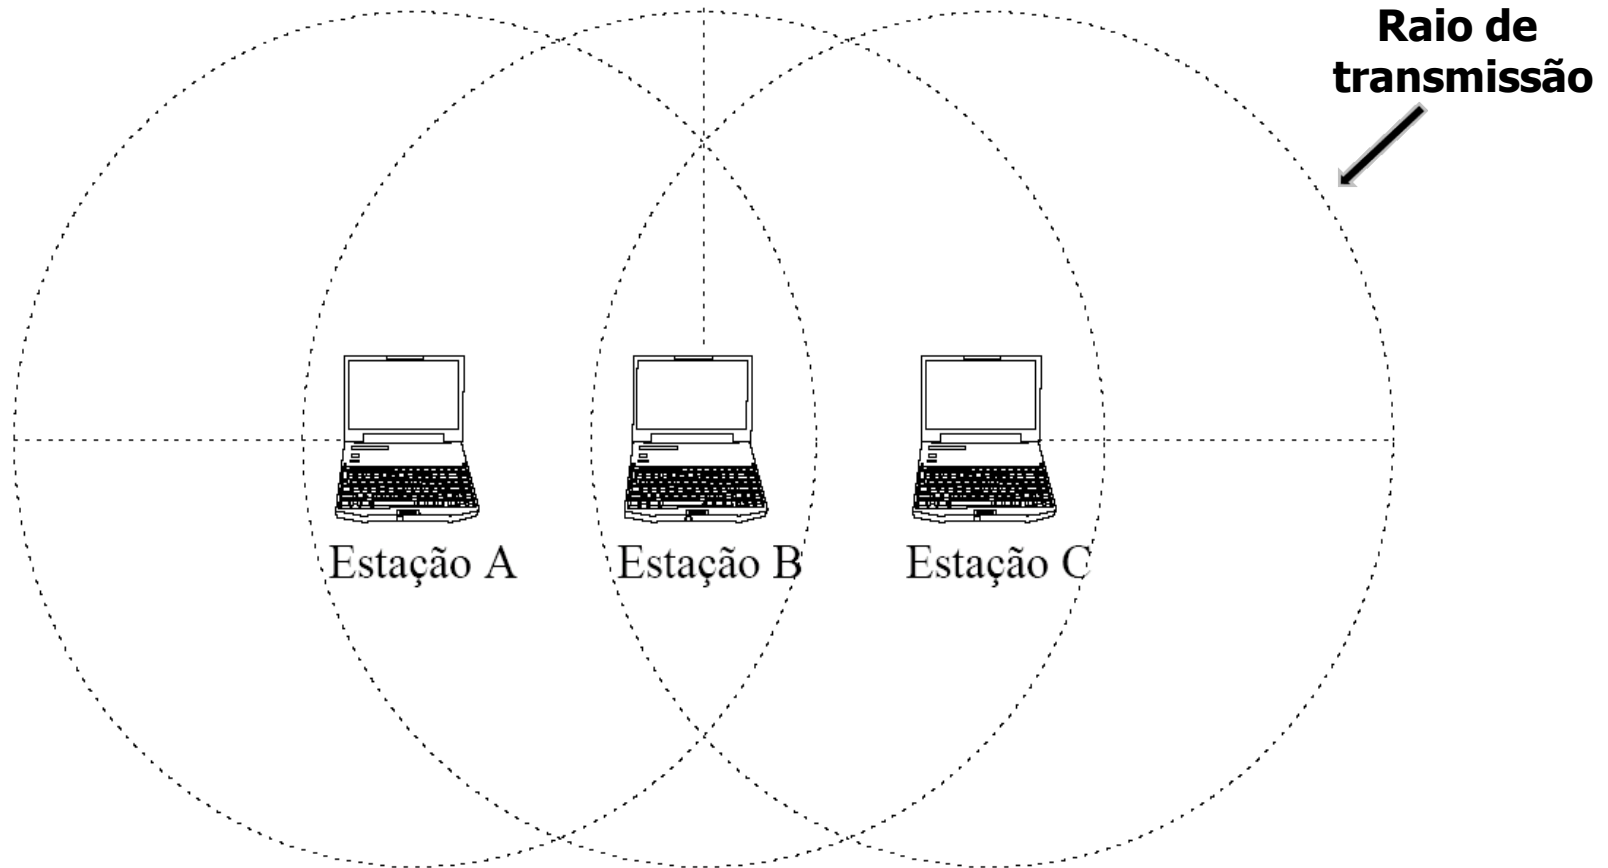 Raio de
transmissão
Estação A
Estação B
Estação C